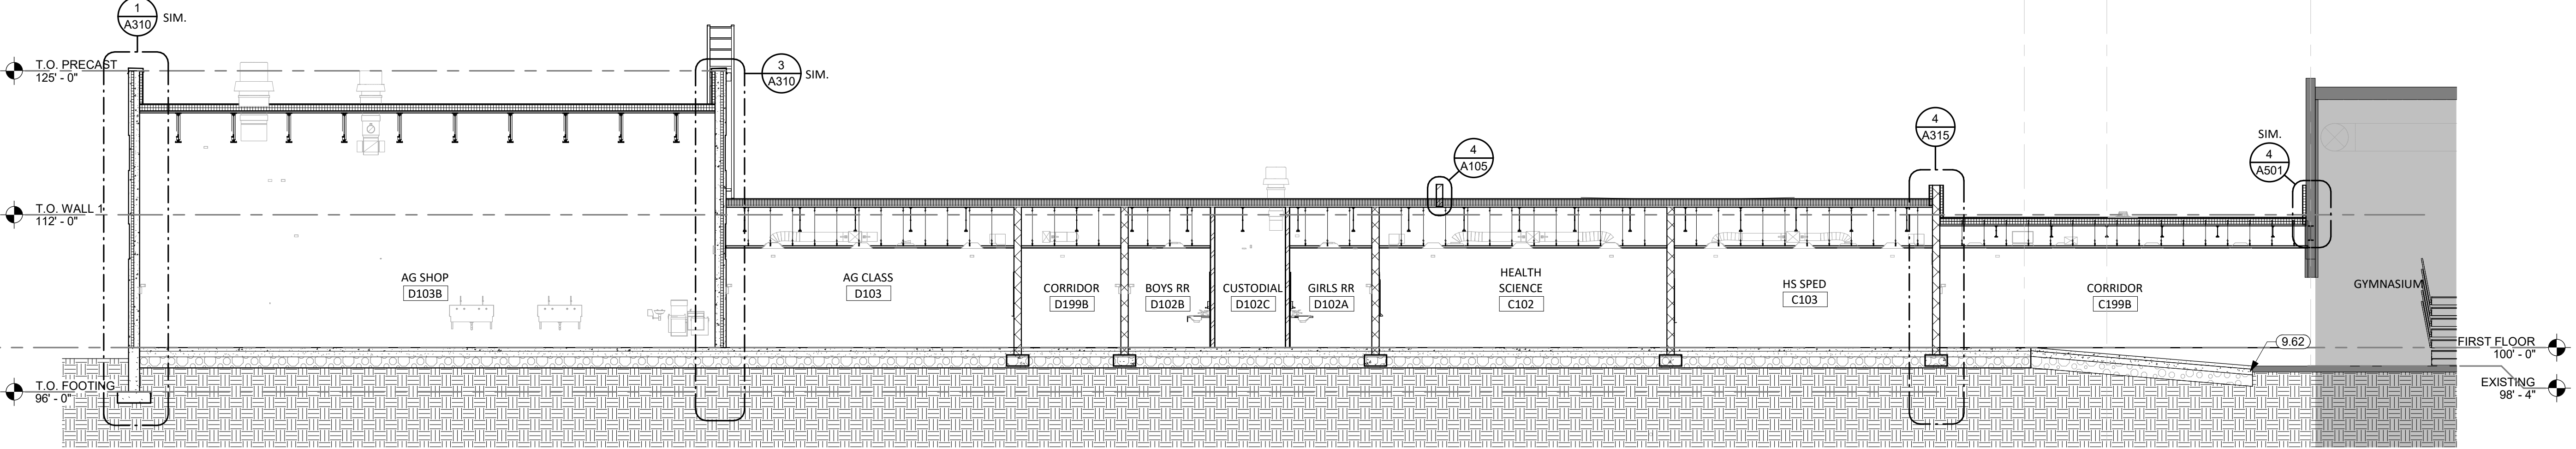 1
A310
SIM.
T.O. PRECAST
125' - 0"
3
A310
SIM.
4
A105
4
A315
SIM.
4
A501
T.O. WALL 1
112' - 0"
AG SHOP
D103B
AG CLASS
D103
CORRIDOR
D199B
BOYS RR
D102B
CUSTODIAL
D102C
GIRLS RR
D102A
HEALTH
SCIENCE
C102
HS SPED
C103
CORRIDOR
C199B
GYMNASIUM
9.62
FIRST FLOOR
100' - 0"
T.O. FOOTING
96' - 0"
EXISTING
98' - 4"